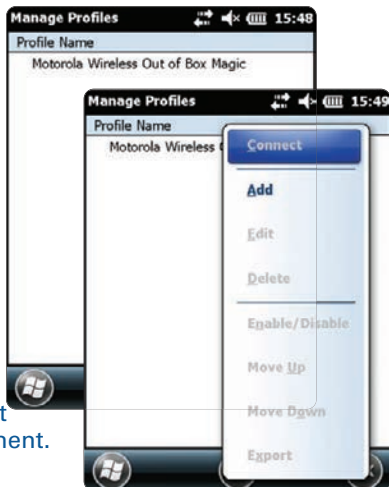 Manage Profiles 15:48
Profile Name
Motorola Wireless Out of Box Magic
Manage Profiles 15:49
Profile Name
Motorola Wireless
Connect
Add
Edit
Delete
Enable/Disable
Move Up
Move Down
Export